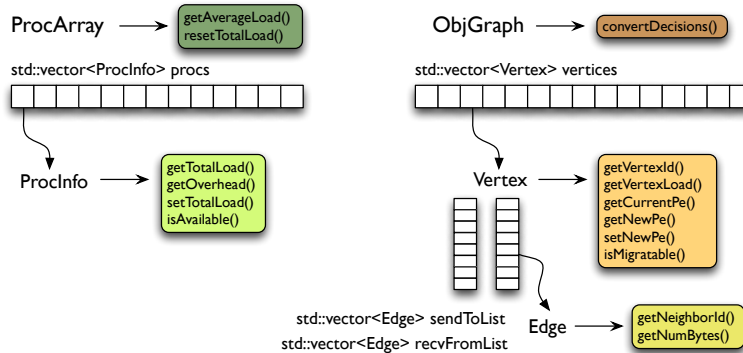 ProcArray
getAverageLoad()
resetTotalLoad()
std::vector<ProcInfo> procs
ProcInfo
getTotalLoad()
getOverhead()
setTotalLoad()
isAvailable()
ObjGraph
convertDecisions()
std::vector<Vertex> vertices
Vertex
getVertexId()
getVertexLoad()
getCurrentPe()
getNewPe()
setNewPe()
isMigratable()
std::vector<Edge> sendToList
std::vector<Edge> recvFromList
Edge
getNeighborId()
getNumBytes()